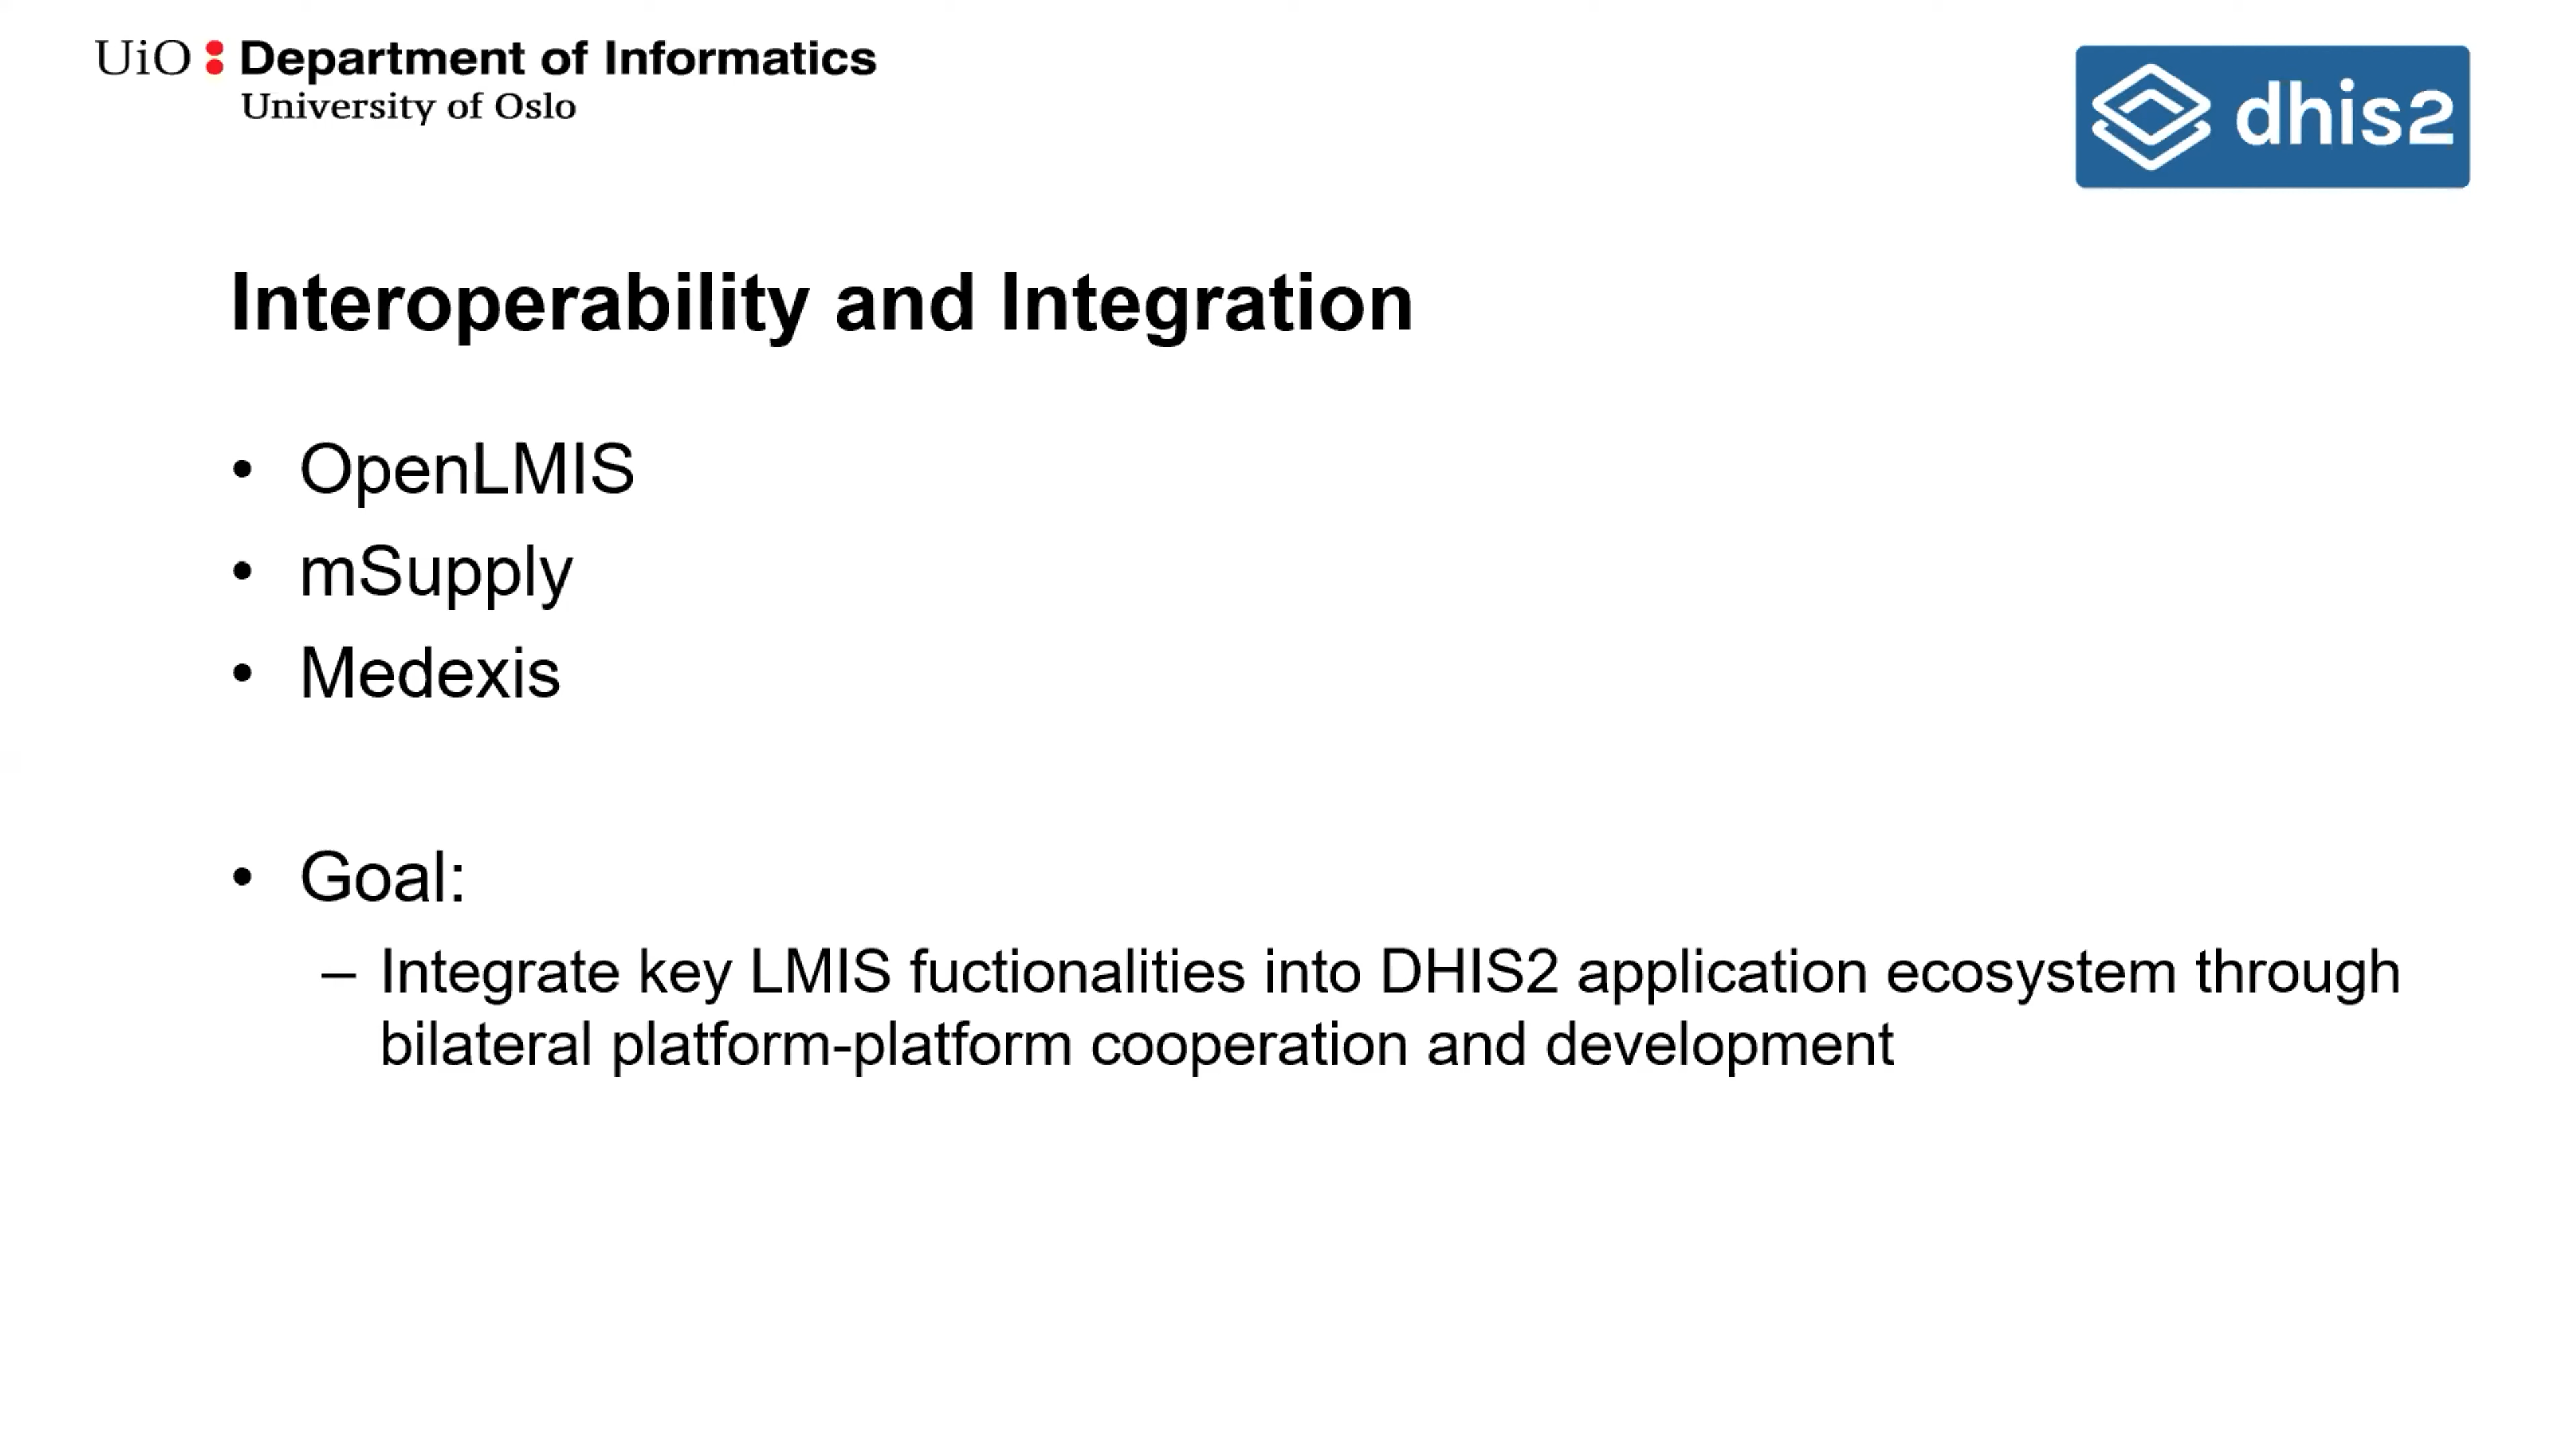 UiO : Department of Informatics
University of Oslo
dhis2
Interoperability and Integration
• OpenLMIS
• mSupply
• Medexis
• Goal:
– Integrate key LMIS fuctionalities into DHIS2 application ecosystem through
bilateral platform-platform cooperation and development